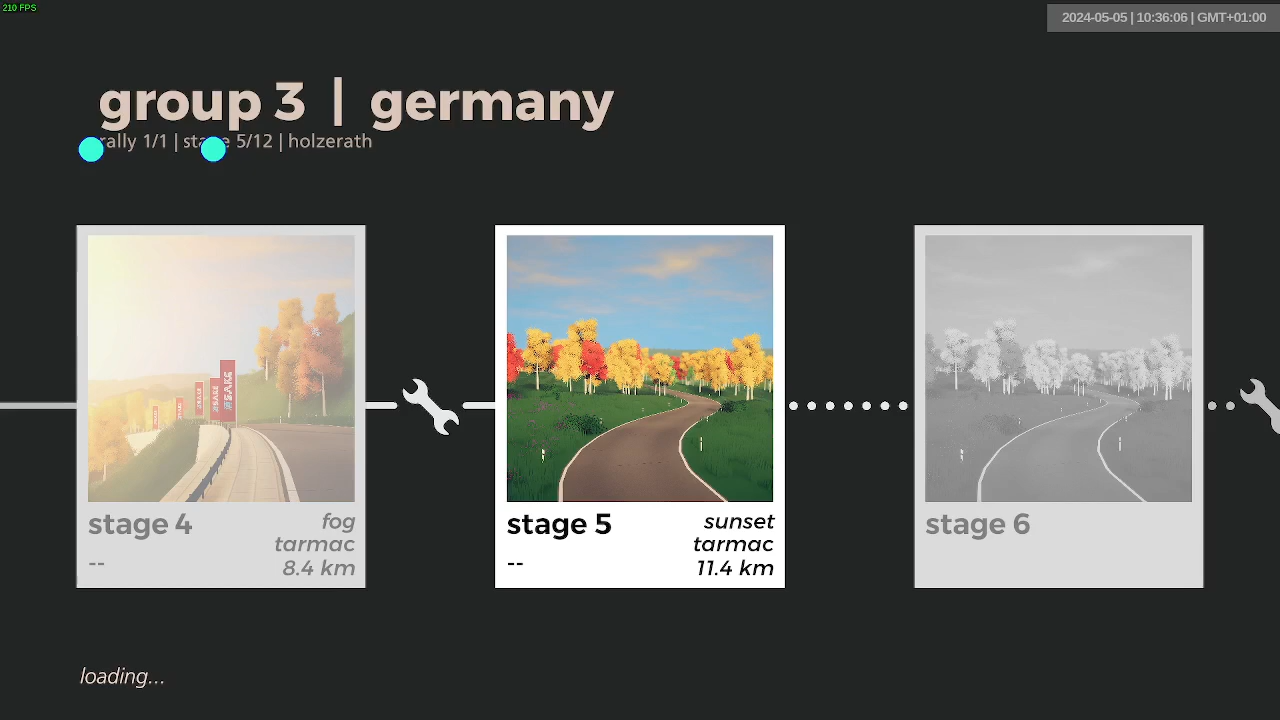 210 FPS
2024-05-05 | 10:36:06 | GMT+01:00
group 3 | germany
rally 1/1 | stage 5/12 | holzerath
#SAKE
stage 4
fog
tarmac
8.4 km
--
stage 5
sunset
tarmac
11.4 km
--
stage 6
loading...